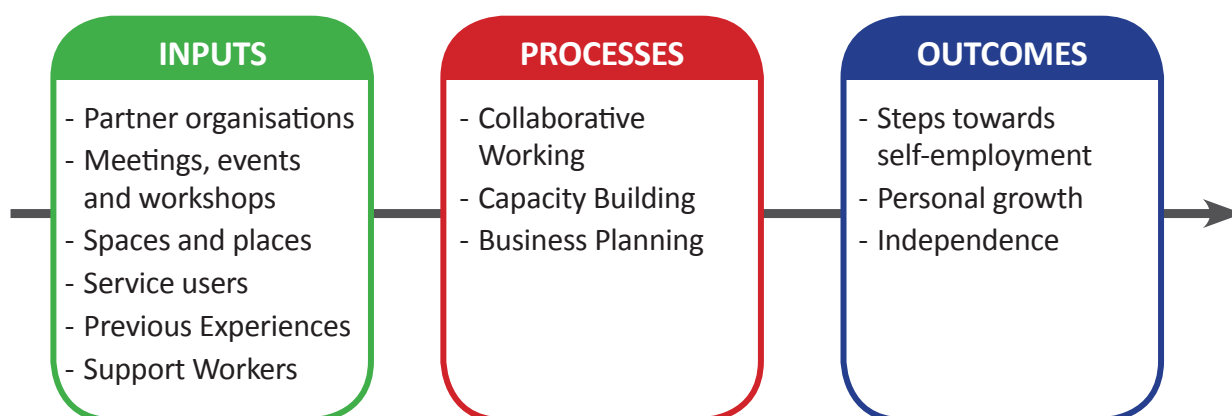 INPUTS
- Partner organisations
- Meetings, events
and workshops
- Spaces and places
- Service users
- Previous Experiences
- Support Workers
PROCESSES
- Collaborative
Working
- Capacity Building
- Business Planning
OUTCOMES
- Steps towards
self-employment
- Personal growth
- Independence